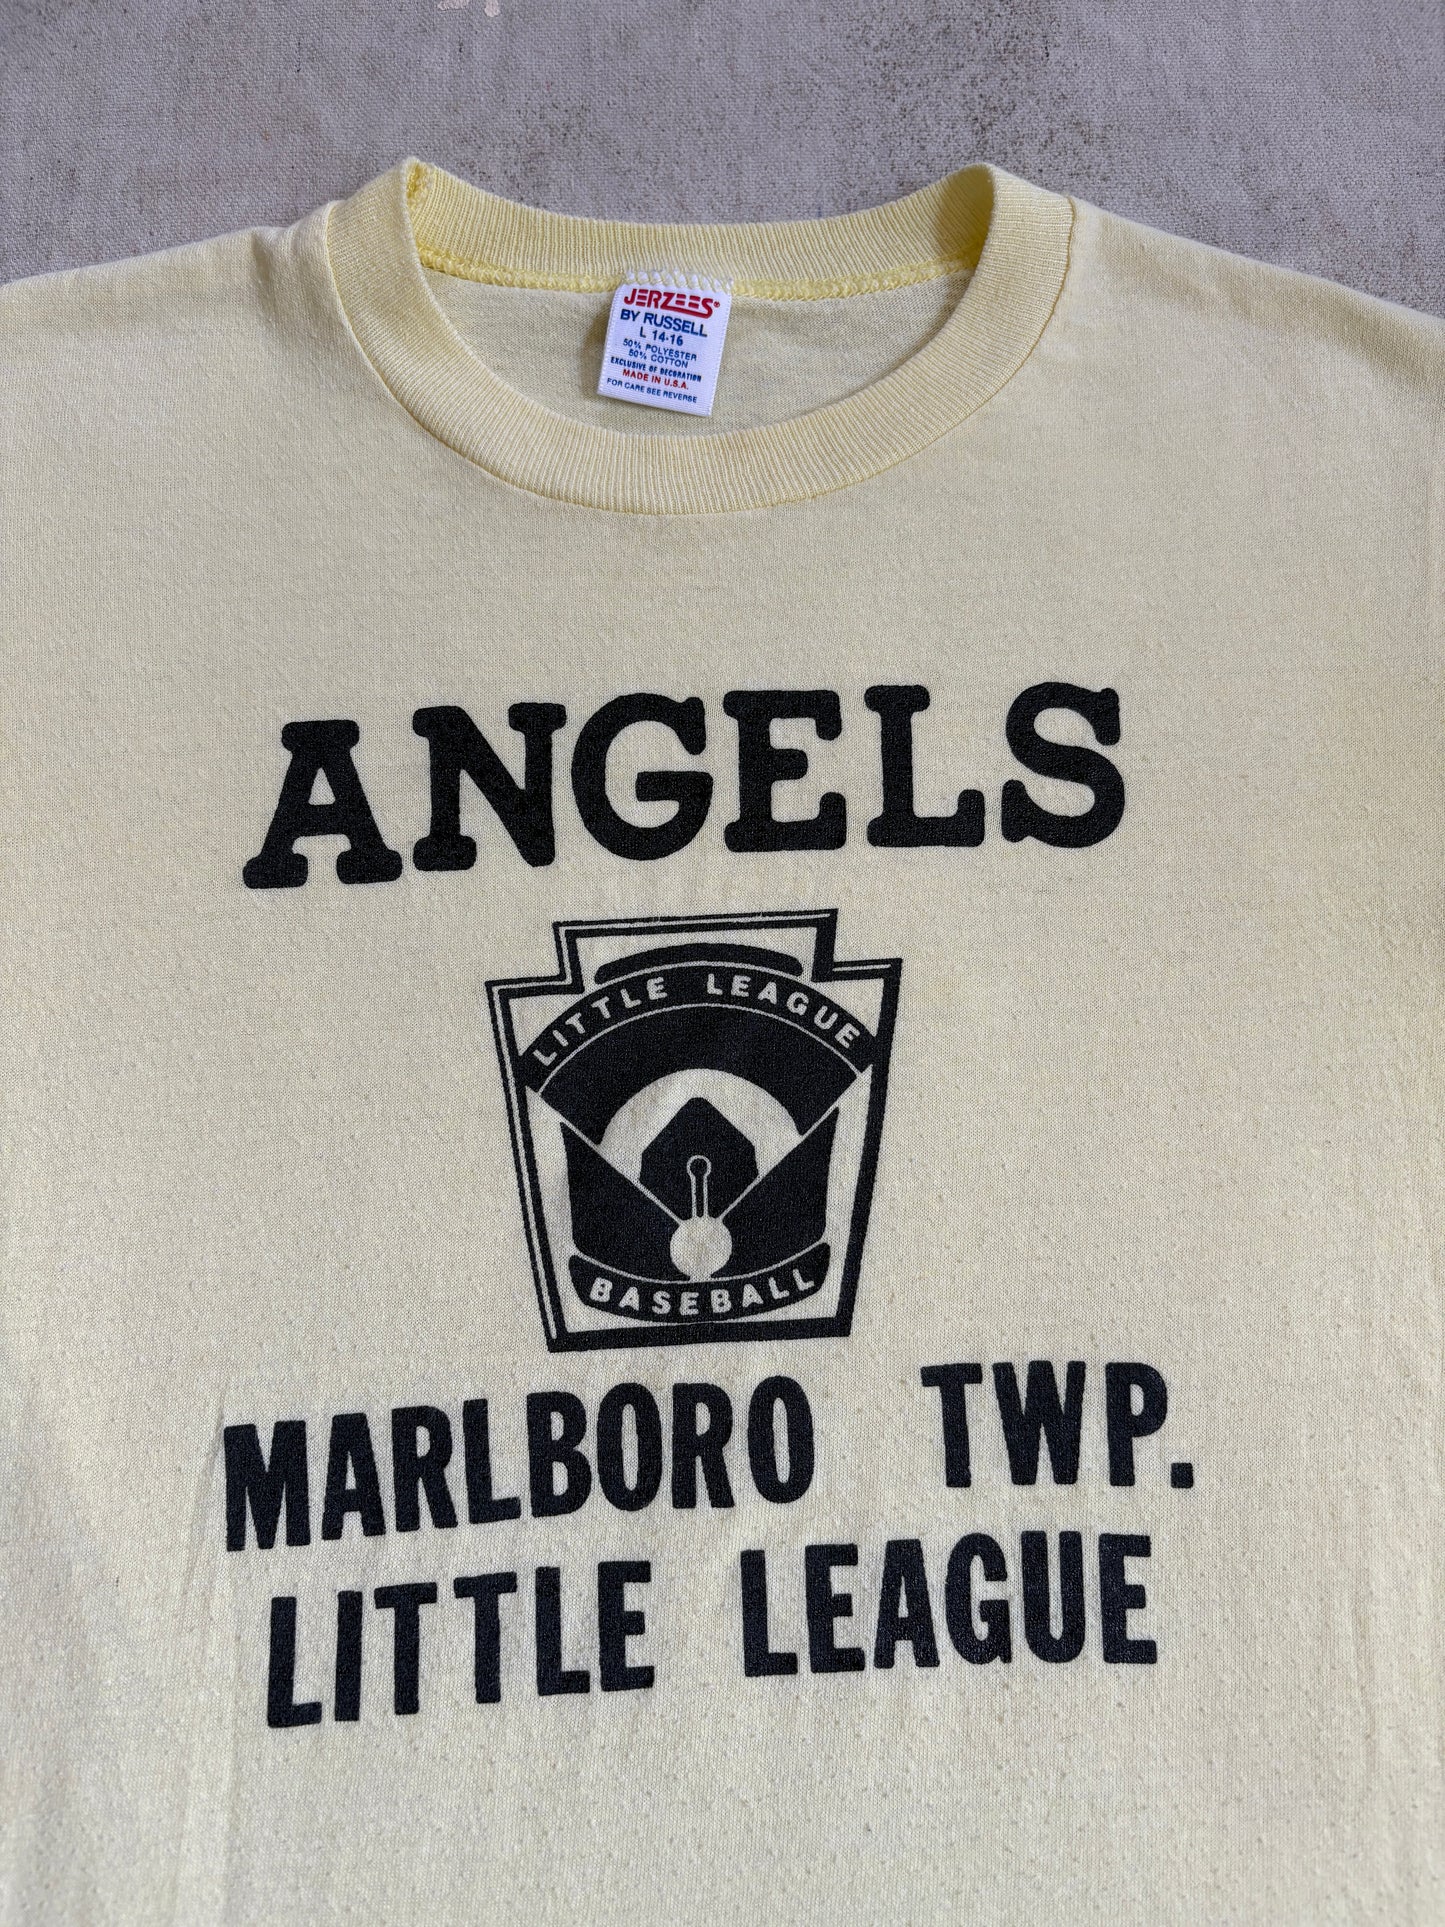 JERZEES®
BY RUSSELL
L 14-16
50% POLYESTER
50% COTTON
EXCLUSIVE OF DECORATION
MADE IN U.S.A.
FOR CARE SEE REVERSE
ANGELS
LITTLE LEAGUE
BASEBALL
MARLBORO TWP.
LITTLE LEAGUE